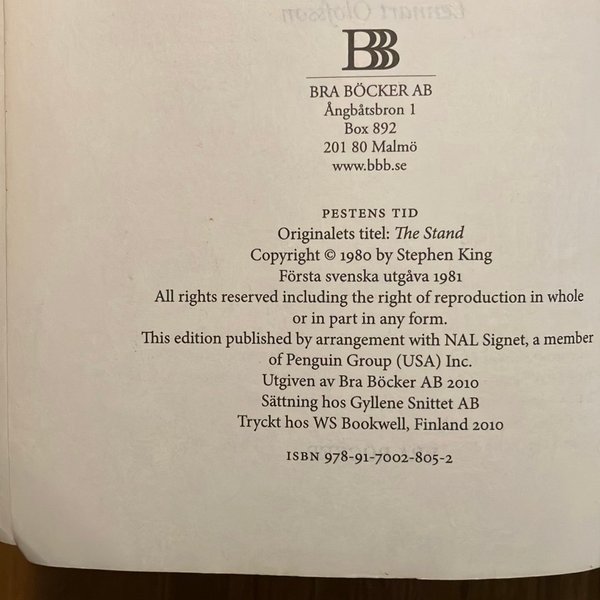 Lennart Olofsson
BBB
BRA BÖCKER AB
Ångbåtsbron 1
Box 892
201 80 Malmö
www.bbb.se
PESTENS TID
Originalets titel: The Stand
Copyright © 1980 by Stephen King
Första svenska utgåva 1981
All rights reserved including the right of reproduction in whole
or in part in any form.
This edition published by arrangement with NAL Signet, a member
of Penguin Group (USA) Inc.
Utgiven av Bra Böcker AB 2010
Sättning hos Gyllene Snittet AB
Tryckt hos WS Bookwell, Finland 2010
ISBN 978-91-7002-805-2